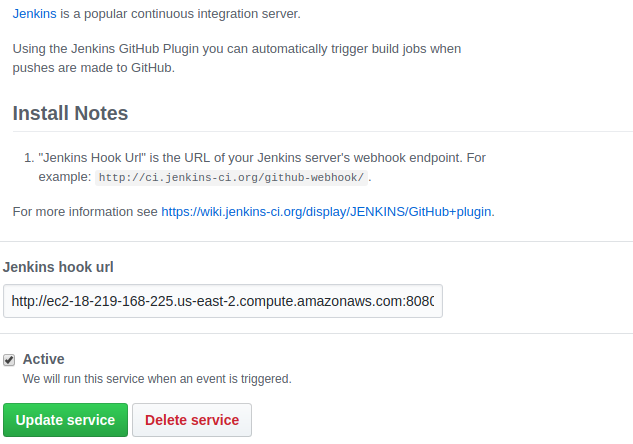 Jenkins is a popular continuous integration server.
Using the Jenkins GitHub Plugin you can automatically trigger build jobs when
pushes are made to GitHub.
Install Notes
1. "Jenkins Hook Url" is the URL of your Jenkins server's webhook endpoint. For
example: http://ci.jenkins-ci.org/github-webhook/.
For more information see https://wiki.jenkins-ci.org/display/JENKINS/GitHub+plugin.
Jenkins hook url
http://ec2-18-219-168-225.us-east-2.compute.amazonaws.com:8080
Active
We will run this service when an event is triggered.
Update service Delete service